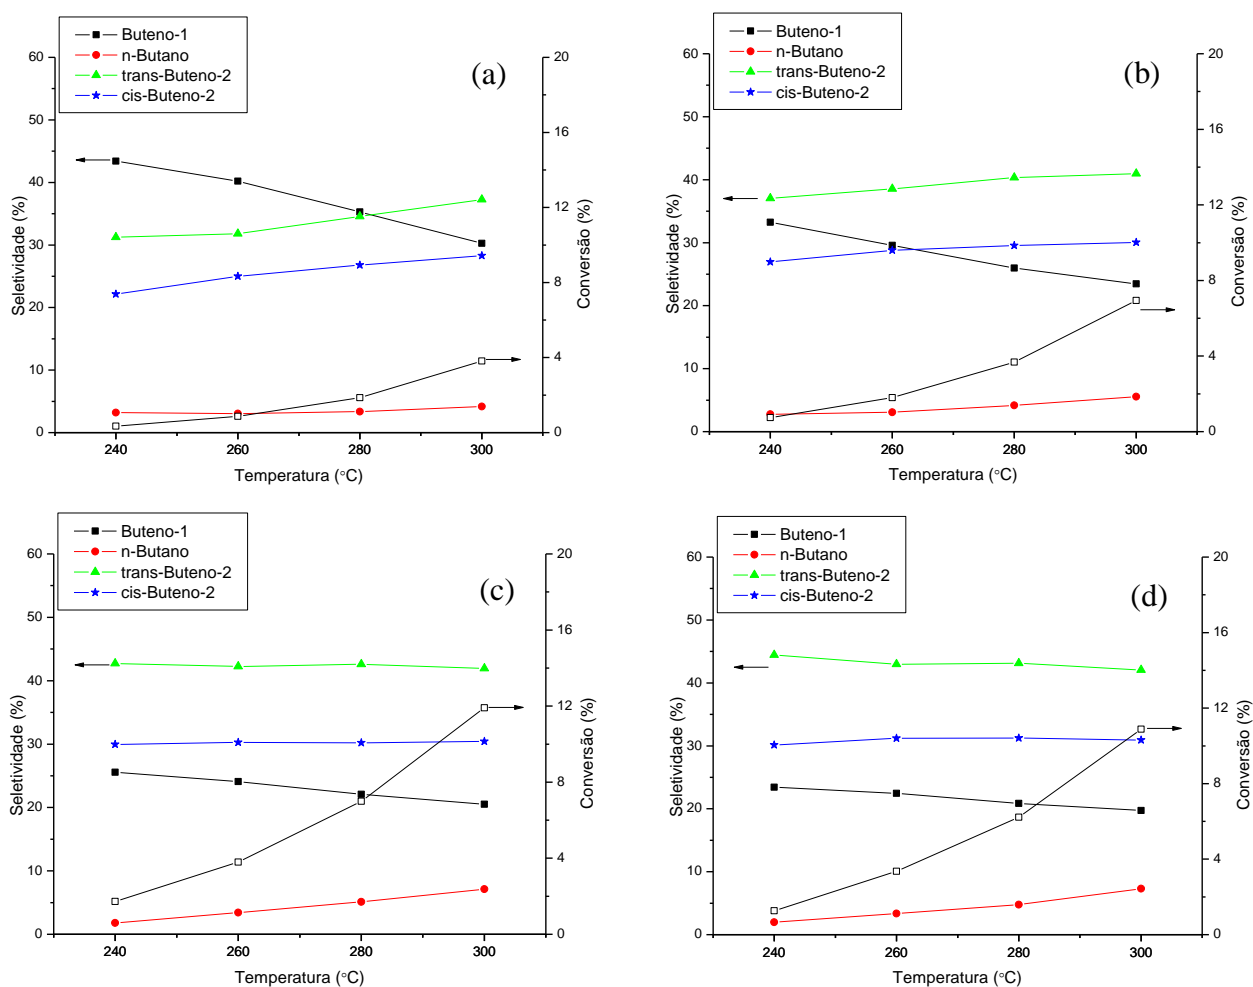 Buteno-1
n-Butano
trans-Buteno-2
cis-Buteno-2
(a)
60
50
40
30
20
10
0
Seletividade (%)
20
16
12
8
4
0
Conversão (%)
240 260 280 300
Temperatura (°C)
Buteno-1
n-Butano
trans-Buteno-2
cis-Buteno-2
(b)
60
50
40
30
20
10
0
Seletividade (%)
20
16
12
8
4
0
Conversão (%)
240 260 280 300
Temperatura (°C)
Buteno-1
n-Butano
trans-Buteno-2
cis-Buteno-2
(c)
60
50
40
30
20
10
0
Seletividade (%)
20
16
12
8
4
0
Conversão (%)
240 260 280 300
Temperatura (°C)
Buteno-1
n-Butano
trans-Buteno-2
cis-Buteno-2
(d)
60
50
40
30
20
10
0
Seletividade (%)
20
16
12
8
4
0
Conversão (%)
240 260 280 300
Temperatura (°C)